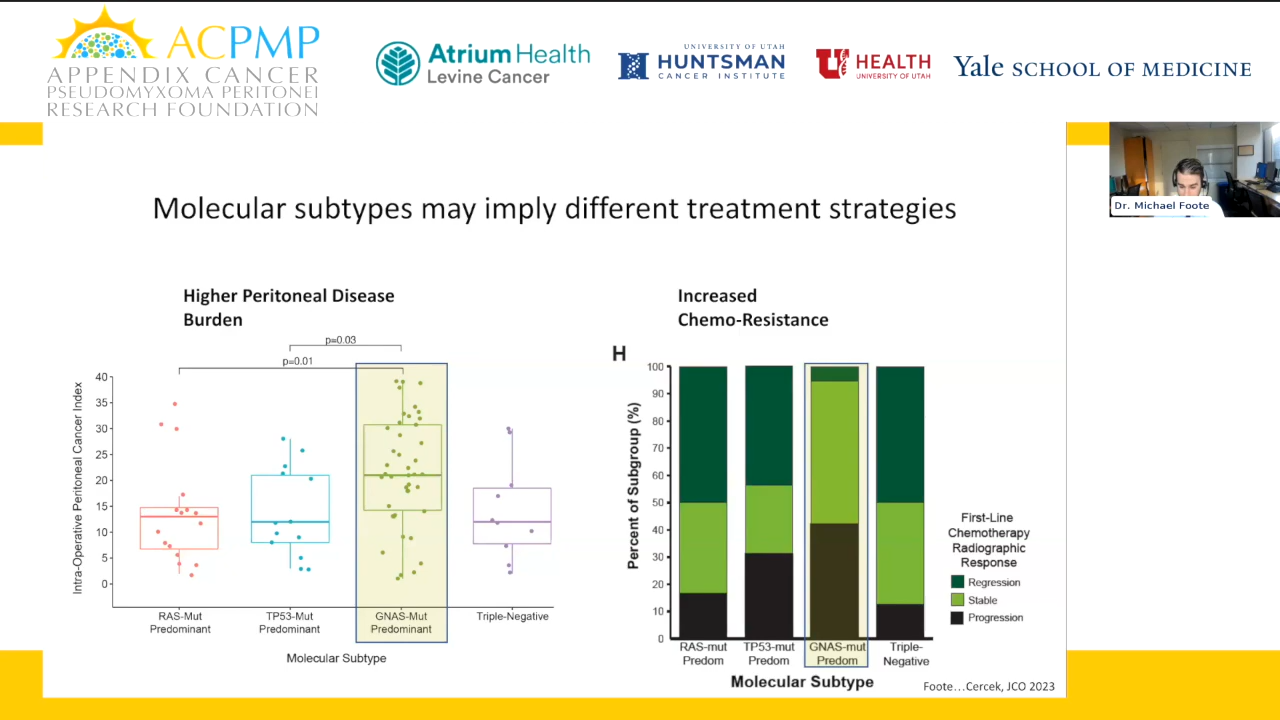 ACPMP
APPENDIX CANCER
PSEUDOMYXOMA PERITONEI
RESEARCH FOUNDATION
Atrium Health
Levine Cancer
UNIVERSITY OF UTAH
HUNTSMAN
CANCER INSTITUTE
HEALTH
UNIVERSITY OF UTAH
Yale SCHOOL OF MEDICINE
Dr. Michael Foote
Molecular subtypes may imply different treatment strategies
Higher Peritoneal Disease
Burden
p=0.03
p=0.01
Intra-Operative Peritoneal Cancer Index
40
35
30
25
20
15
10
5
0
RAS-Mut
Predominant
TP53-Mut
Predominant
GNAS-Mut
Predominant
Triple-Negative
Molecular Subtype
Increased
Chemo-Resistance
H
Percent of Subgroup (%)
100
90
80
70
60
50
40
30
20
10
0
RAS-mut
Predom
TP53-mut
Predom
GNAS-mut
Predom
Triple-
Negative
Molecular Subtype
First-Line
Chemotherapy
Radiographic
Response
Regression
Stable
Progression
Foote…Cercek, JCO 2023